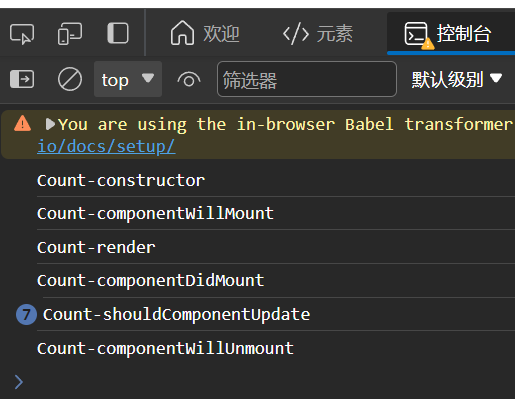 欢迎 </> 元素 控制台
top 筛选器 默认级别
You are using the in-browser Babel transformer
io/docs/setup/
Count-constructor
Count-componentWillMount
Count-render
Count-componentDidMount
7 Count-shouldComponentUpdate
Count-componentWillUnmount